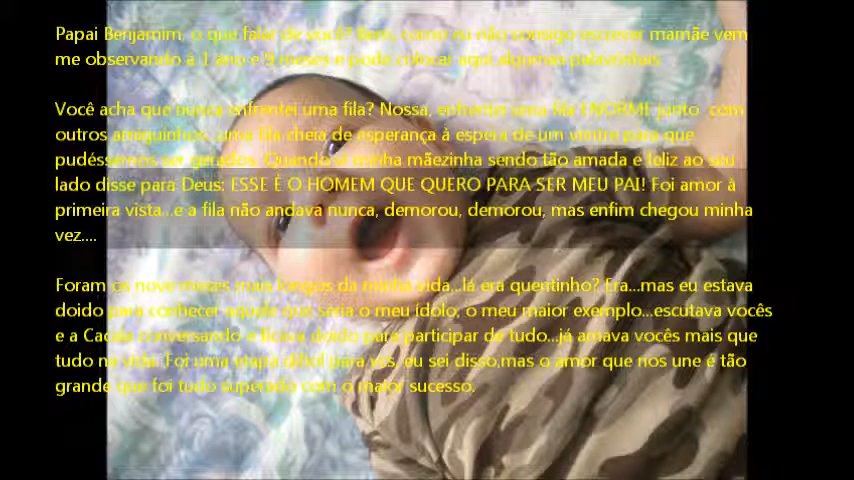 Papai Benjamim, o que falar de você? Bem, como eu não consigo escrever mamãe vem
me observando a 1 ano e 9 meses e pode colocar aqui algumas palavrinhas.
Você acha que nunca enfrentei uma fila? Nossa, enfrentei uma fila ENORME junto com
outros amiguinhos, uma fila cheia de esperança à espera de um ventre para que
pudéssemos ser gerados. Quando vi minha mãezinha sendo tão amada e feliz ao seu
lado disse para Deus: ESSE É O HOMEM QUE QUERO PARA SER MEU PAI! Foi amor à
primeira vista...e a fila não andava nunca, demorou, demorou, mas enfim chegou minha
vez....
Foram os nove meses mais longos da minha vida...lá era quentinho? Era...mas eu estava
doido para conhecer aquele que seria o meu ídolo, o meu maior exemplo...escutava vocês
e a Cacala conversando e ficava doido para participar de tudo...já amava vocês mais que
tudo na vida. Foi uma etapa difícil para vcs, eu sei disso,mas o amor que nos une é tão
grande que foi tudo superado com o maior sucesso.